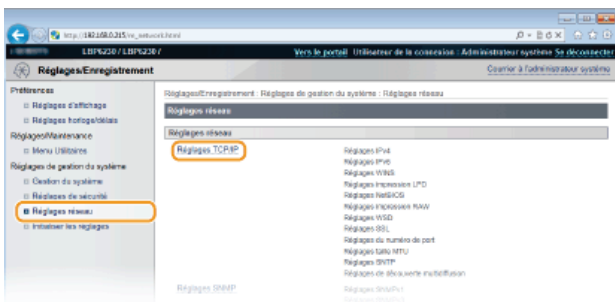 http://192.168.0.215/m_network.html
LBP6230 / LBP6230 /
Vers le portail Utilisateur de la connexion : Administrateur système Se déconnecter
Réglages/Enregistrement
Courrier à l'administrateur système
Préférences
Réglages d'affichage
Réglages horloge/délais
Réglages/Maintenance
Menu Utilitaires
Réglages de gestion du système
Gestion du système
Réglages de sécurité
Réglages réseau
Initialiser les réglages
Réglages/Enregistrement : Réglages de gestion du système : Réglages réseau
Réglages réseau
Réglages réseau
Réglages TCP/IP
Réglages IPv4
Réglages IPv6
Réglages WINS
Réglages impression LPD
Réglages NetBIOS
Réglages impression RAW
Réglages WSD
Réglages SSL
Réglages du numéro de port
Réglages taille MTU
Réglages SNTP
Réglages de découverte multidiffusion
Réglages SNMP
Réglages SNMPv1